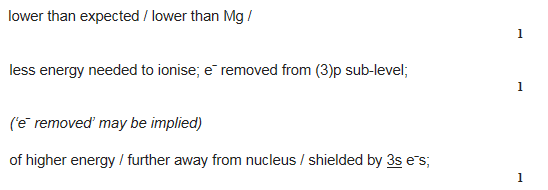 lower than expected / lower than Mg /
1
less energy needed to ionise; e⁻ removed from (3)p sub-level;
1
('e⁻ removed' may be implied)
of higher energy / further away from nucleus / shielded by 3s e⁻s;
1